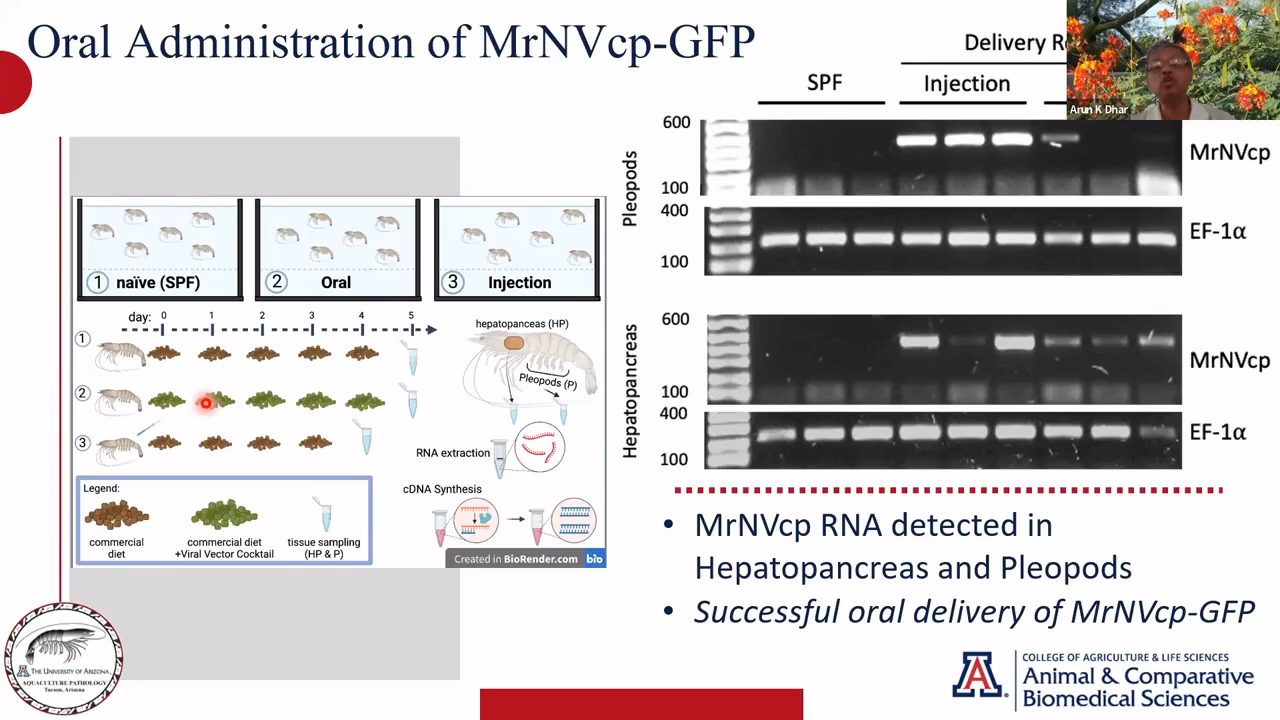 Oral Administration of MrNVcp-GFP
Arun K Dhar
Delivery R
SPF
Injection
600
100
Pleopods
MrNVcp
400
100
EF-1α
600
100
Hepatopancreas
MrNVcp
400
100
EF-1α
1 naïve (SPF)
2 Oral
3 Injection
day: 0 1 2 3 4 5
1
2
3
hepatopanceas (HP)
Pleopods (P)
RNA extraction
cDNA Synthesis
Legend:
commercial
diet
commercial diet
+Viral Vector Cocktail
tissue sampling
(HP & P)
Created in BioRender.com bio
• MrNVcp RNA detected in
Hepatopancreas and Pleopods
• Successful oral delivery of MrNVcp-GFP
THE UNIVERSITY OF ARIZONA
AQUACULTURE PATHOLOGY
Tucson, Arizona
A
COLLEGE OF AGRICULTURE & LIFE SCIENCES
Animal & Comparative
Biomedical Sciences